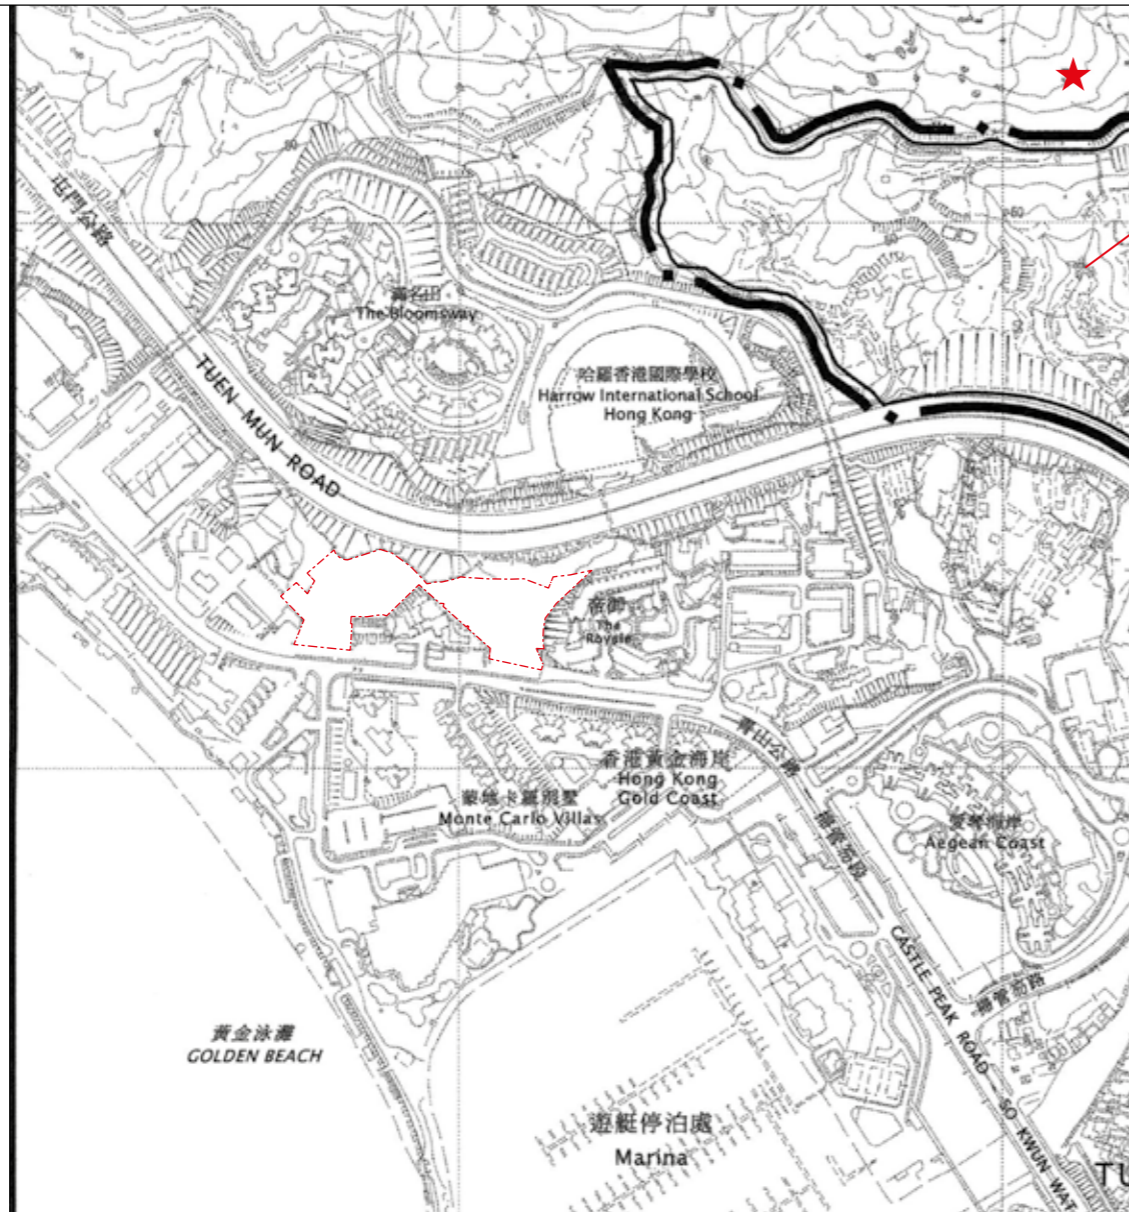 屯門公路
滿名山
The Bloomsway
TUEN MUN ROAD
哈羅香港國際學校
Harrow International School
Hong Kong
帝御
The
Royale
青山公路
香港黃金海岸
Hong Kong
Gold Coast
蒙地卡羅別墅
Monte Carlo Villas
掃管笏段
愛琴海岸
Aegean Coast
CASTLE PEAK ROAD - SO KWUN WAT
掃管笏路
黃金泳灘
GOLDEN BEACH
遊艇停泊處
Marina
TU